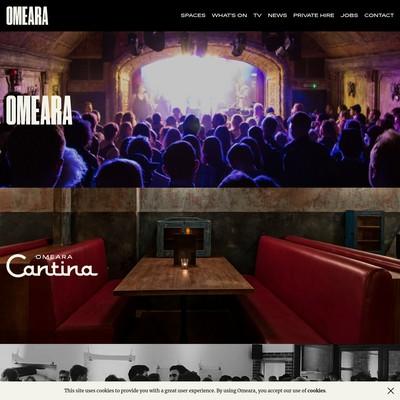 OMEARA
SPACES WHAT'S ON TV NEWS PRIVATE HIRE JOBS CONTACT
OMEARA
OMEARA
Cantina
This site uses cookies to provide you with a great user experience. By using Omeara, you accept our use of cookies.